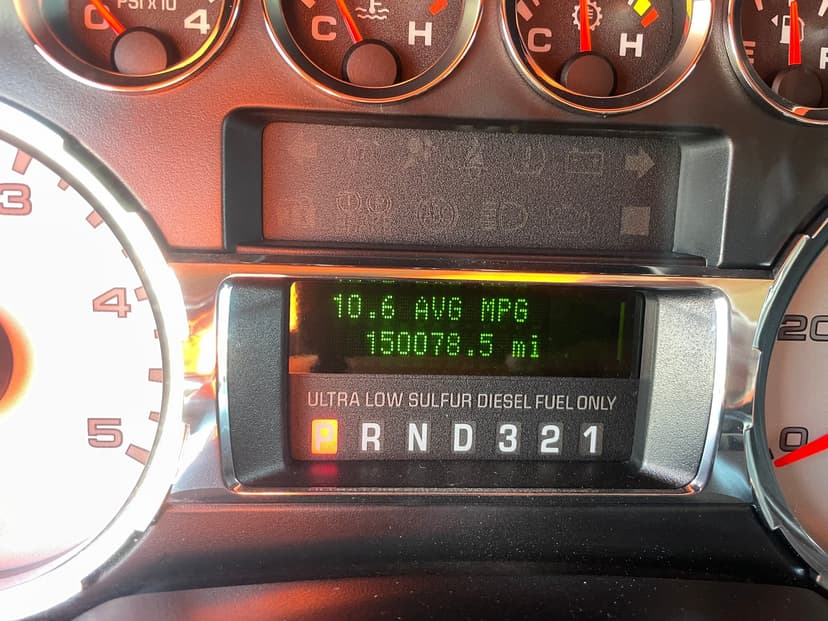 PSI x 10
0 4
C H
C H
E
3
4
5
10.6 AVG MPG
150078.5 mi
ULTRA LOW SULFUR DIESEL FUEL ONLY
P R N D 3 2 1
20
0